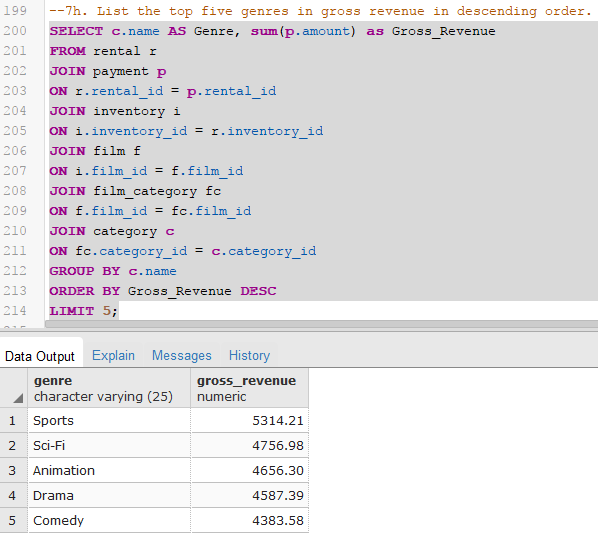 199 --7h. List the top five genres in gross revenue in descending order.
200 SELECT c.name AS Genre, sum(p.amount) as Gross_Revenue
201 FROM rental r
202 JOIN payment p
203 ON r.rental_id = p.rental_id
204 JOIN inventory i
205 ON i.inventory_id = r.inventory_id
206 JOIN film f
207 ON i.film_id = f.film_id
208 JOIN film_category fc
209 ON f.film_id = fc.film_id
210 JOIN category c
211 ON fc.category_id = c.category_id
212 GROUP BY c.name
213 ORDER BY Gross_Revenue DESC
214 LIMIT 5;
Data Output Explain Messages History
genre gross_revenue
character varying (25) numeric
1 Sports 5314.21
2 Sci-Fi 4756.98
3 Animation 4656.30
4 Drama 4587.39
5 Comedy 4383.58